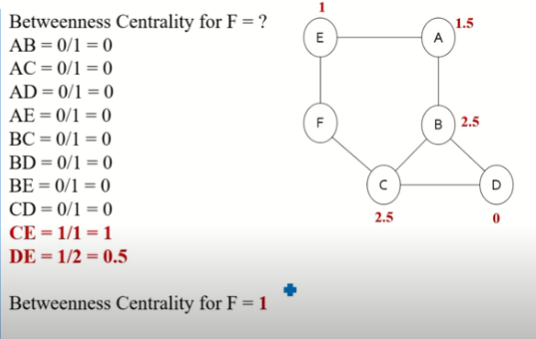 Betweenness Centrality for F = ?
AB = 0/1 = 0
AC = 0/1 = 0
AD = 0/1 = 0
AE = 0/1 = 0
BC = 0/1 = 0
BD = 0/1 = 0
BE = 0/1 = 0
CD = 0/1 = 0
CE = 1/1 = 1
DE = 1/2 = 0.5
Betweenness Centrality for F = 1
1
E
A
1.5
F
B
2.5
C
D
2.5
0